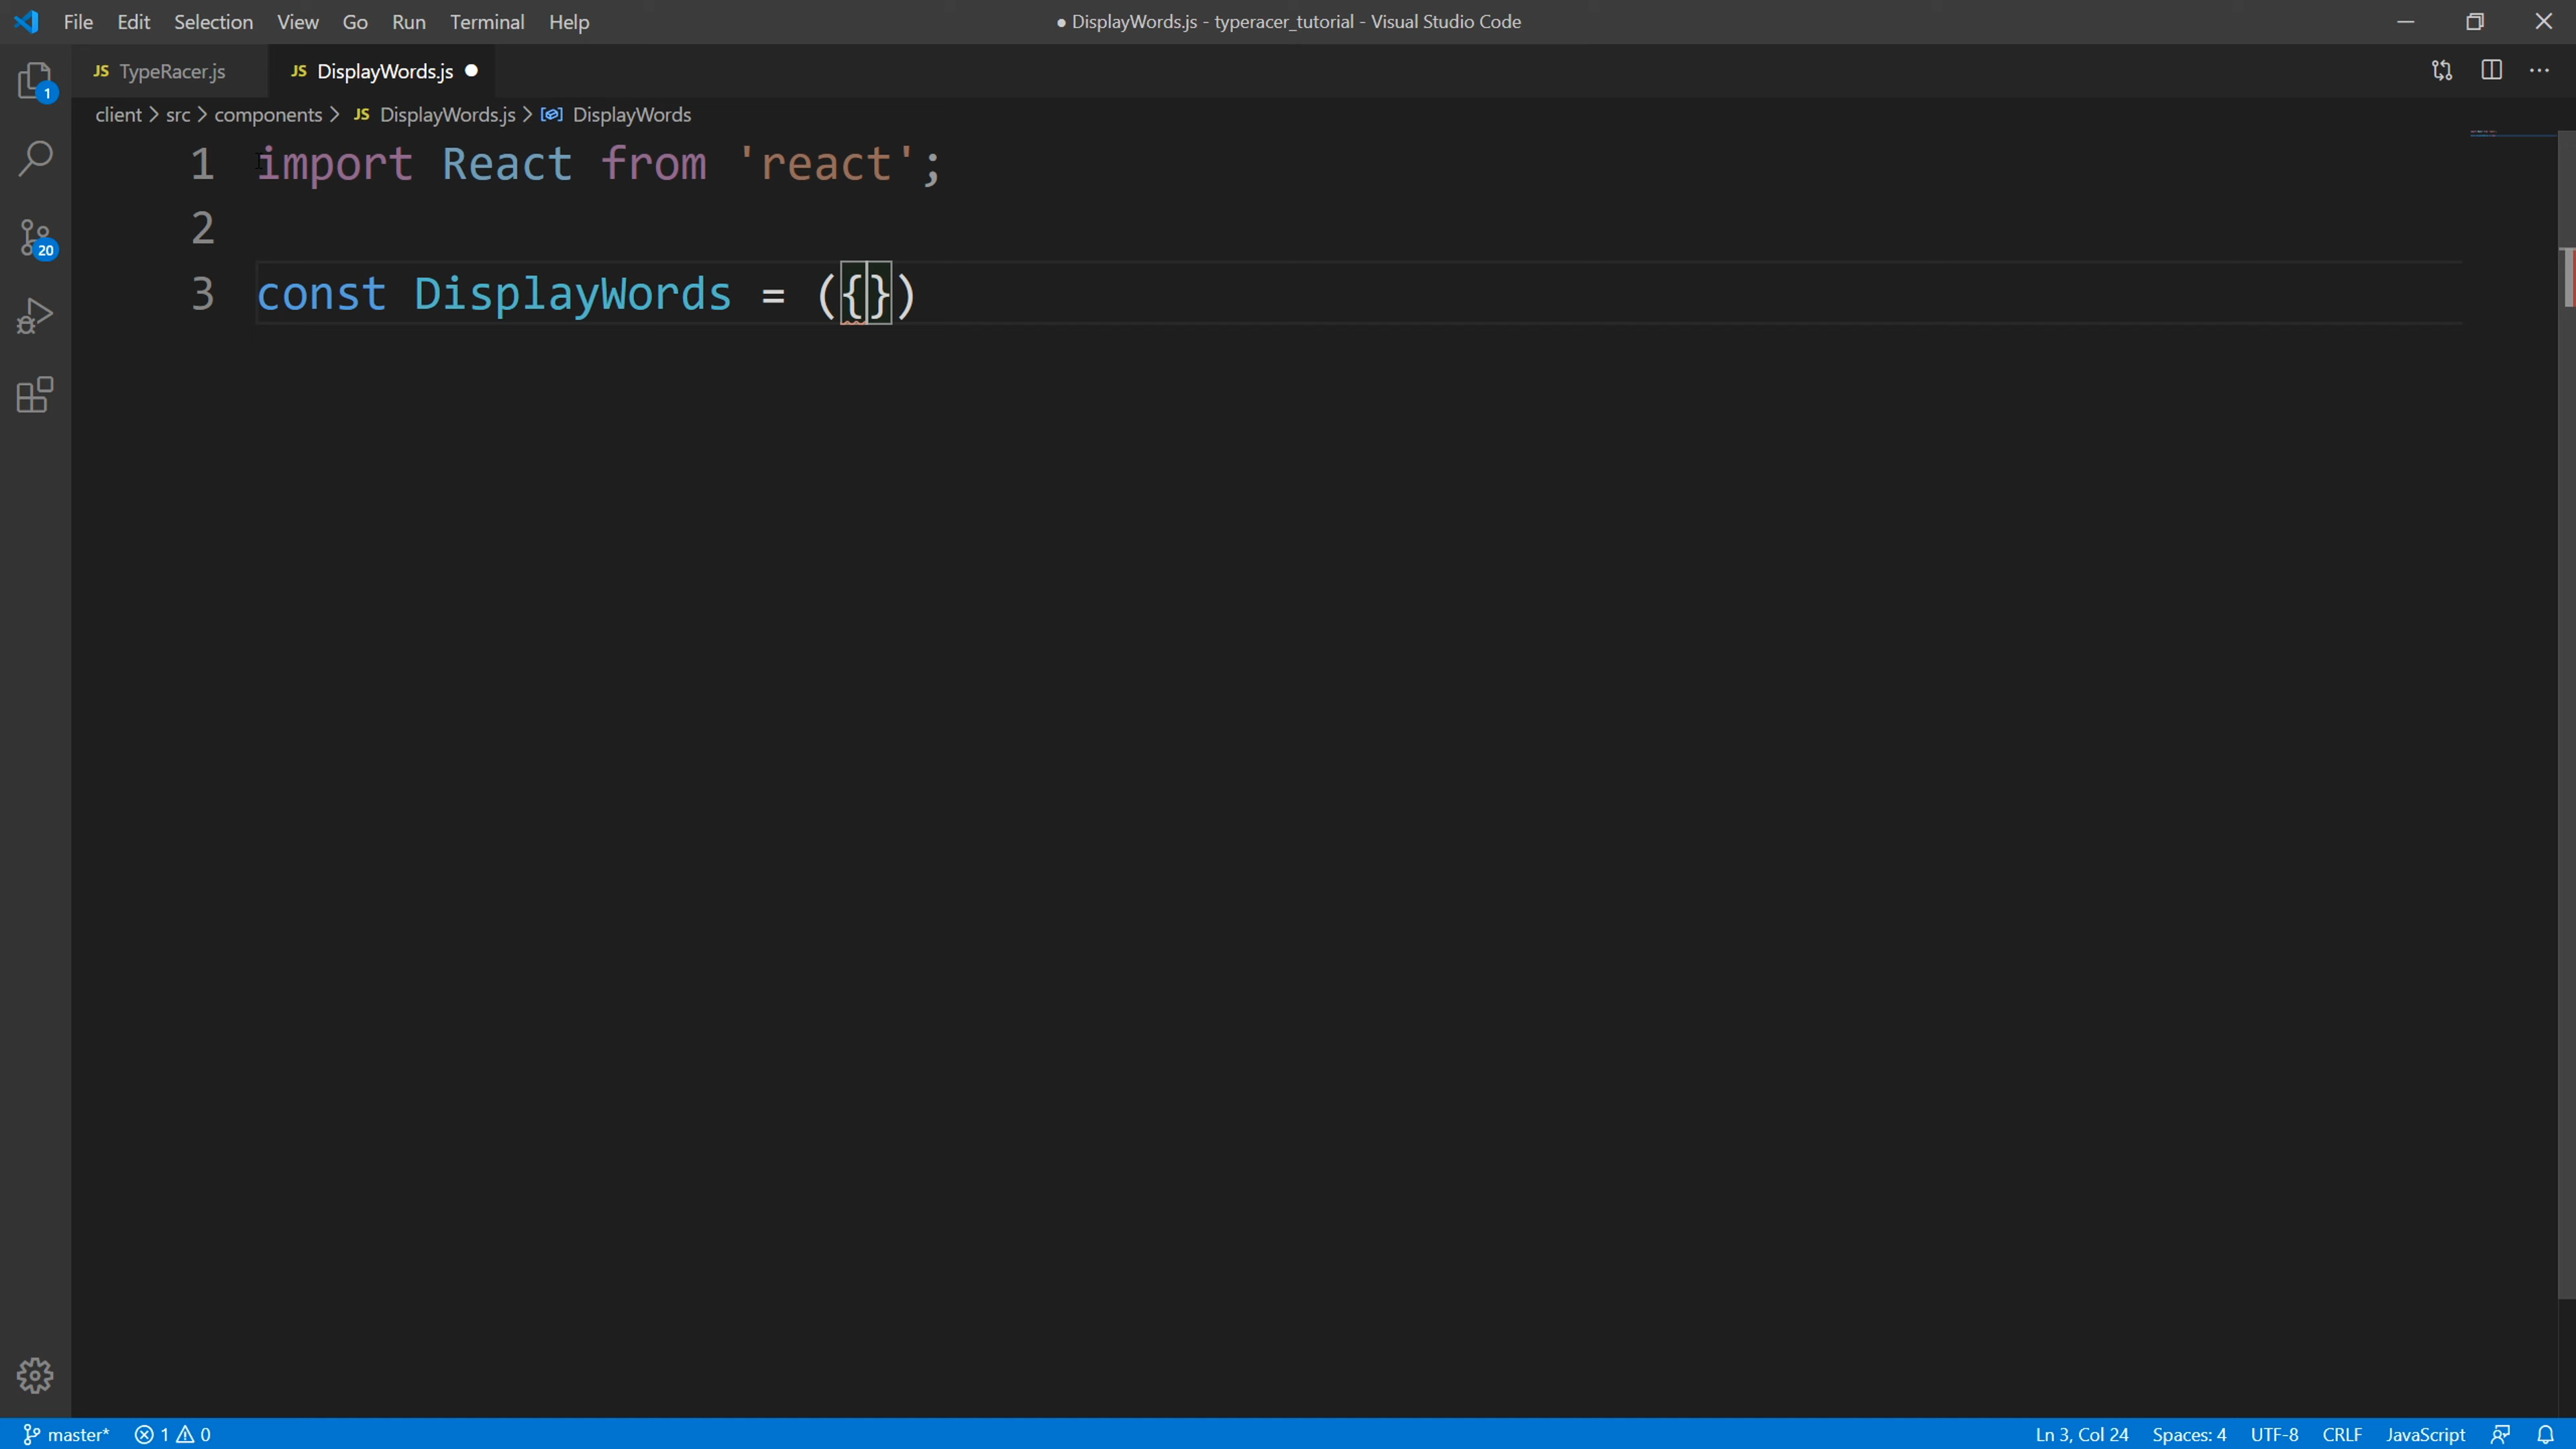 File Edit Selection View Go Run Terminal Help ● DisplayWords.js - typeracer_tutorial - Visual Studio Code
JS TypeRacer.js JS DisplayWords.js ●
client > src > components > JS DisplayWords.js > DisplayWords
1 import React from 'react';
2
3 const DisplayWords = ({})
1
20
master* 1 0 Ln 3, Col 24 Spaces: 4 UTF-8 CRLF JavaScript